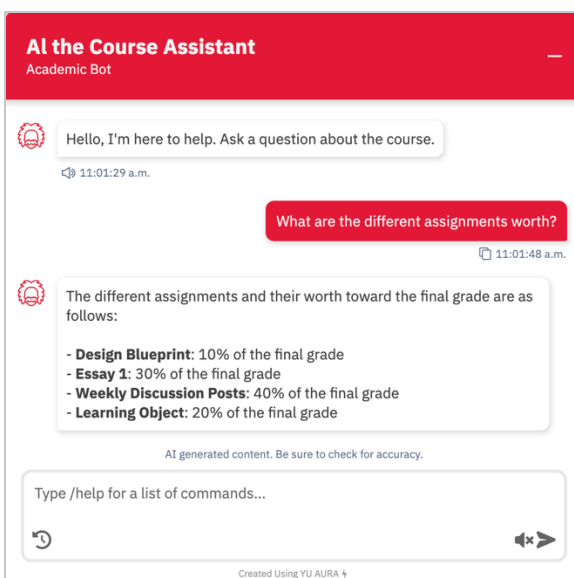 Al the Course Assistant
Academic Bot
Hello, I'm here to help. Ask a question about the course.
11:01:29 a.m.
What are the different assignments worth?
11:01:48 a.m.
The different assignments and their worth toward the final grade are as
follows:
- Design Blueprint: 10% of the final grade
- Essay 1: 30% of the final grade
- Weekly Discussion Posts: 40% of the final grade
- Learning Object: 20% of the final grade
AI generated content. Be sure to check for accuracy.
Type /help for a list of commands...
Created Using YU AURA